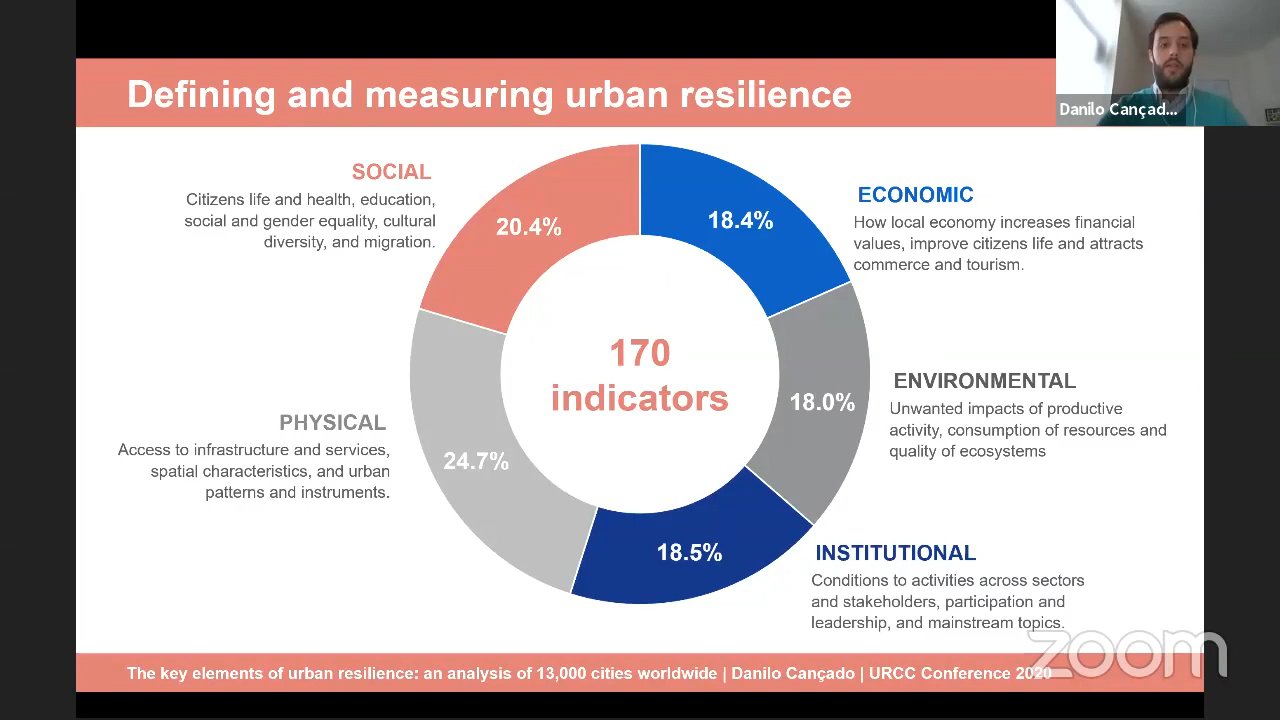 Defining and measuring urban resilience
Danilo Cançad...
SOCIAL
Citizens life and health, education,
social and gender equality, cultural
diversity, and migration.
20.4%
18.4%
ECONOMIC
How local economy increases financial
values, improve citizens life and attracts
commerce and tourism.
170
indicators
PHYSICAL
Access to infrastructure and services,
spatial characteristics, and urban
patterns and instruments.
24.7%
18.0%
ENVIRONMENTAL
Unwanted impacts of productive
activity, consumption of resources and
quality of ecosystems
18.5%
INSTITUTIONAL
Conditions to activities across sectors
and stakeholders, participation and
leadership, and mainstream topics.
zoom
The key elements of urban resilience: an analysis of 13,000 cities worldwide | Danilo Cançado | URCC Conference 2020